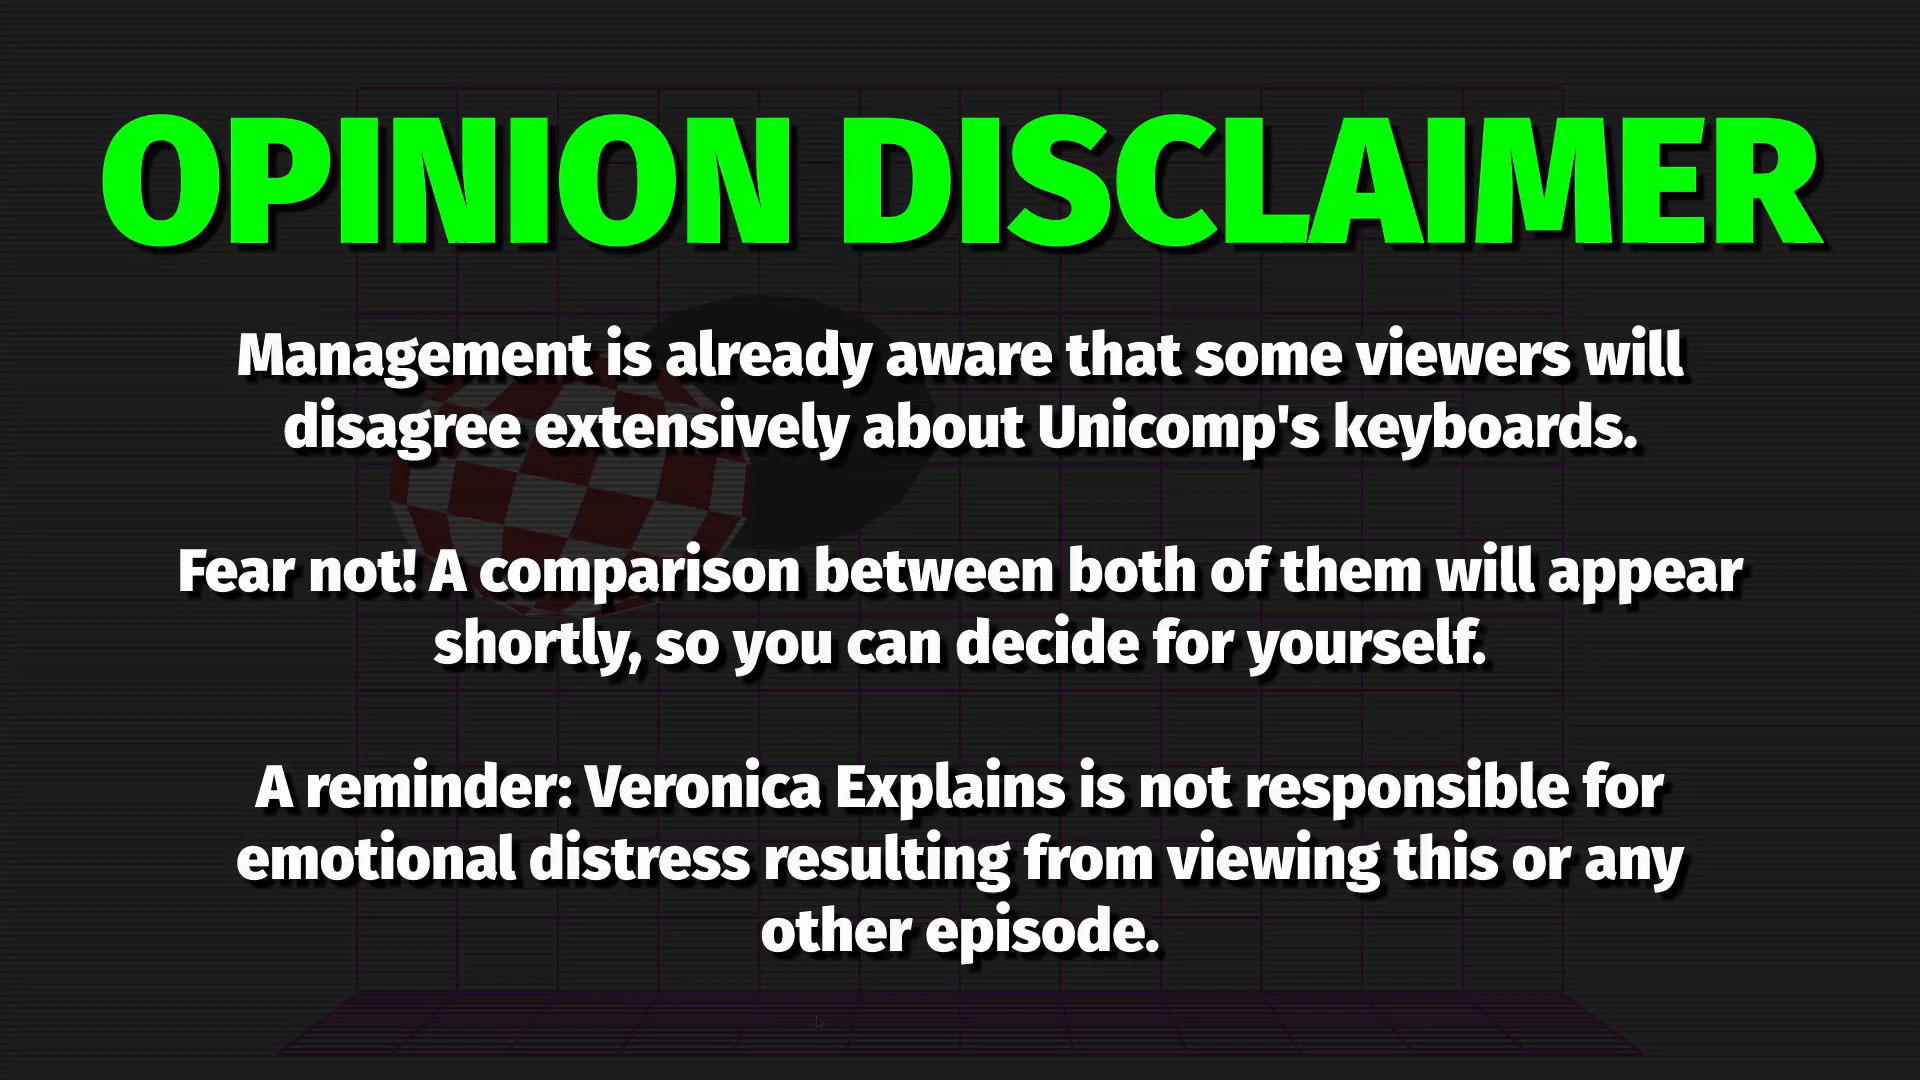 OPINION DISCLAIMER
Management is already aware that some viewers will
disagree extensively about Unicomp's keyboards.
Fear not! A comparison between both of them will appear
shortly, so you can decide for yourself.
A reminder: Veronica Explains is not responsible for
emotional distress resulting from viewing this or any
other episode.